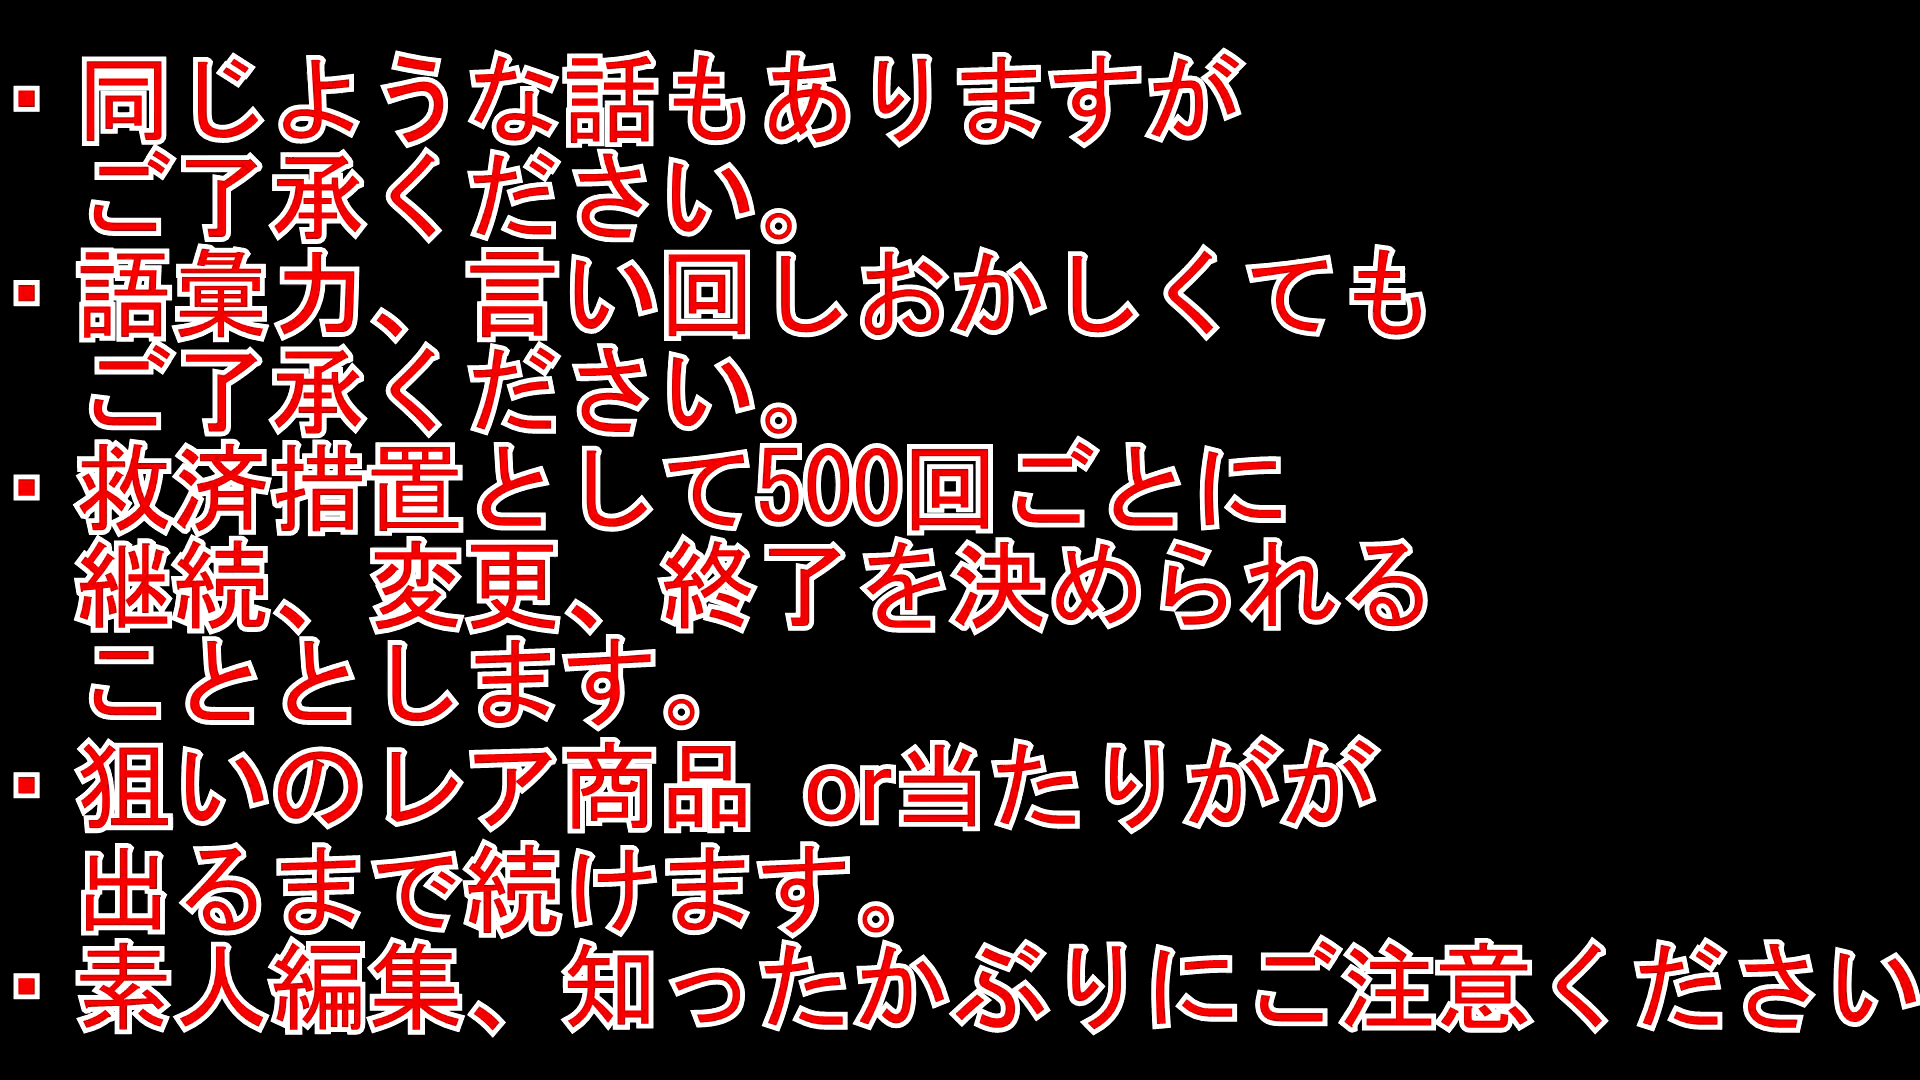 ・同じような話もありますが
ご了承ください。
・語彙力、言い回しおかしくても
ご了承ください。
・救済措置として500回ごとに
継続、変更、終了を決められる
こととします。
・狙いのレア商品 or当たりがが
出るまで続けます。
・素人編集、知ったかぶりにご注意ください